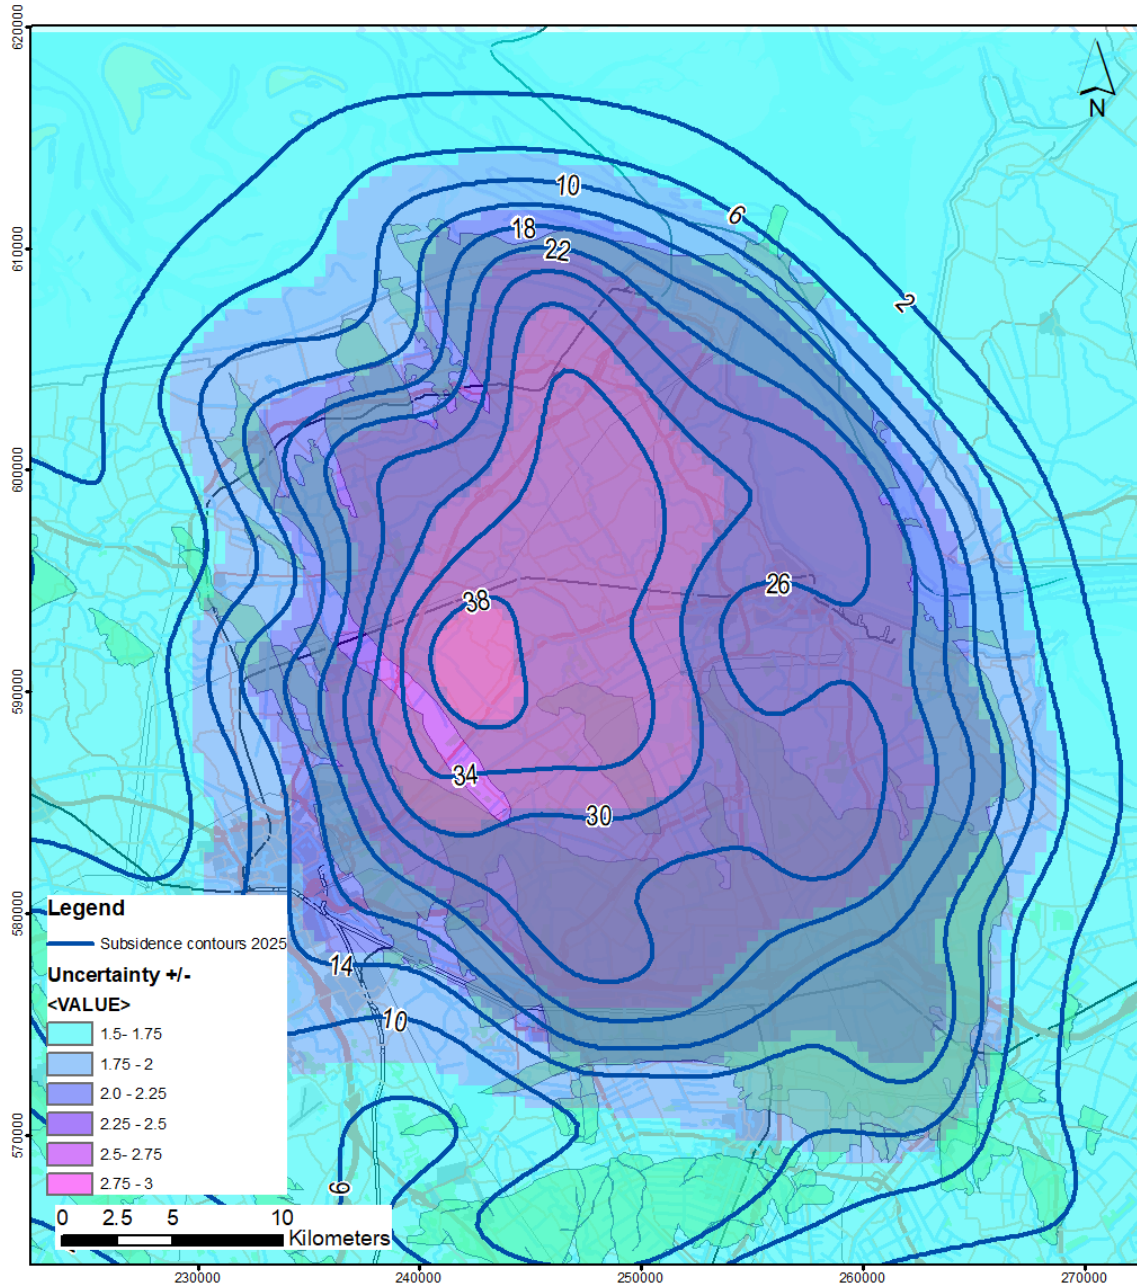 620000
610000
600000
590000
580000
570000
N
10
6
18
22
2
38
26
34
30
14
10
6
Legend
Subsidence contours 2025
Uncertainty +/-
<VALUE>
1.5- 1.75
1.75 - 2
2.0 - 2.25
2.25 - 2.5
2.5- 2.75
2.75 - 3
0 2.5 5 10
Kilometers
230000 240000 250000 260000 270000